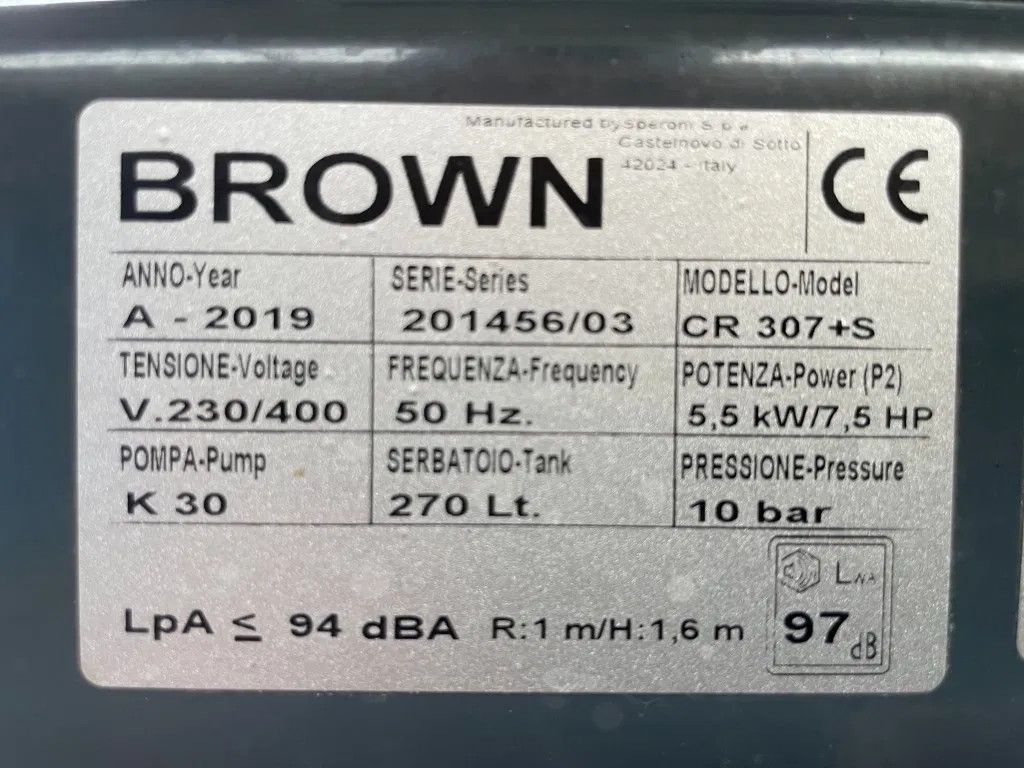 Manufactured by Speroni S.p.a.
Castelnovo di Sotto
42024 - Italy
BROWN
CE
ANNO-Year
A - 2019
SERIE-Series
201456/03
MODELLO-Model
CR 307+S
TENSIONE-Voltage
V.230/400
FREQUENZA-Frequency
50 Hz.
POTENZA-Power (P2)
5,5 kW/7,5 HP
POMPA-Pump
K 30
SERBATOIO-Tank
270 Lt.
PRESSIONE-Pressure
10 bar
LpA ≤ 94 dBA R:1 m/H:1,6 m
LWA
97 dB